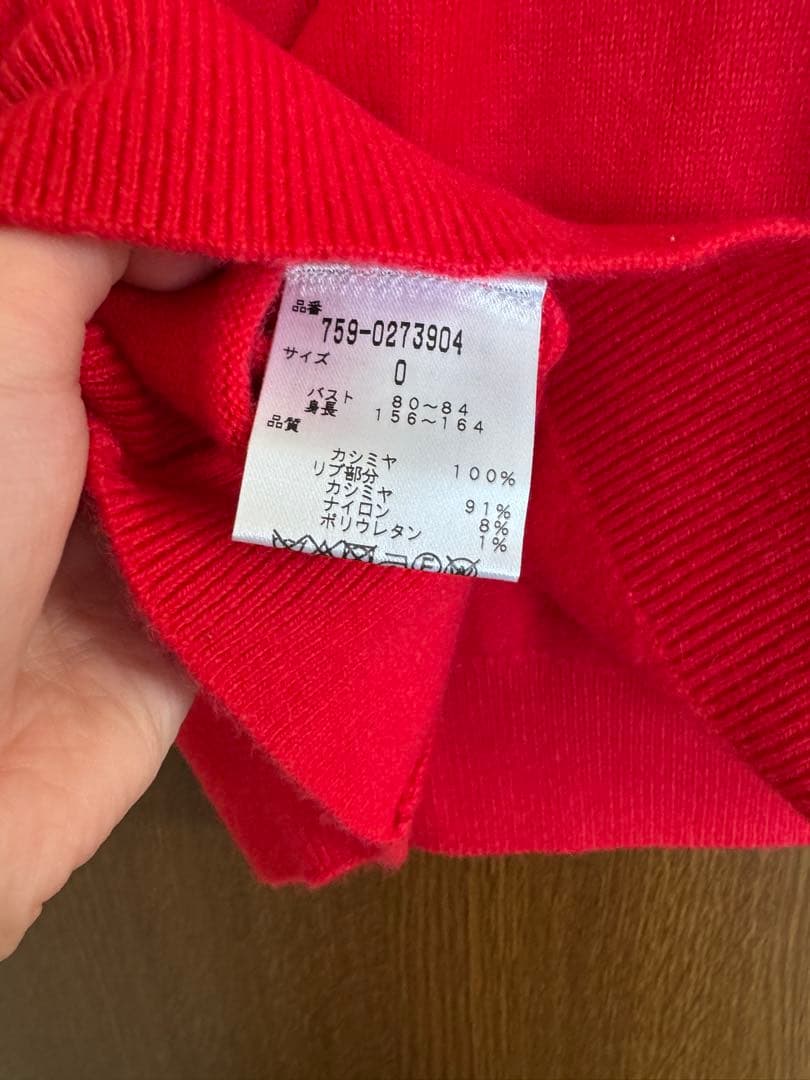 品番
759-0273904
サイズ
0
バスト 80～84
身長 156～164
品質
カシミヤ 100%
リブ部分
カシミヤ 91%
ナイロン 8%
ポリウレタン 1%